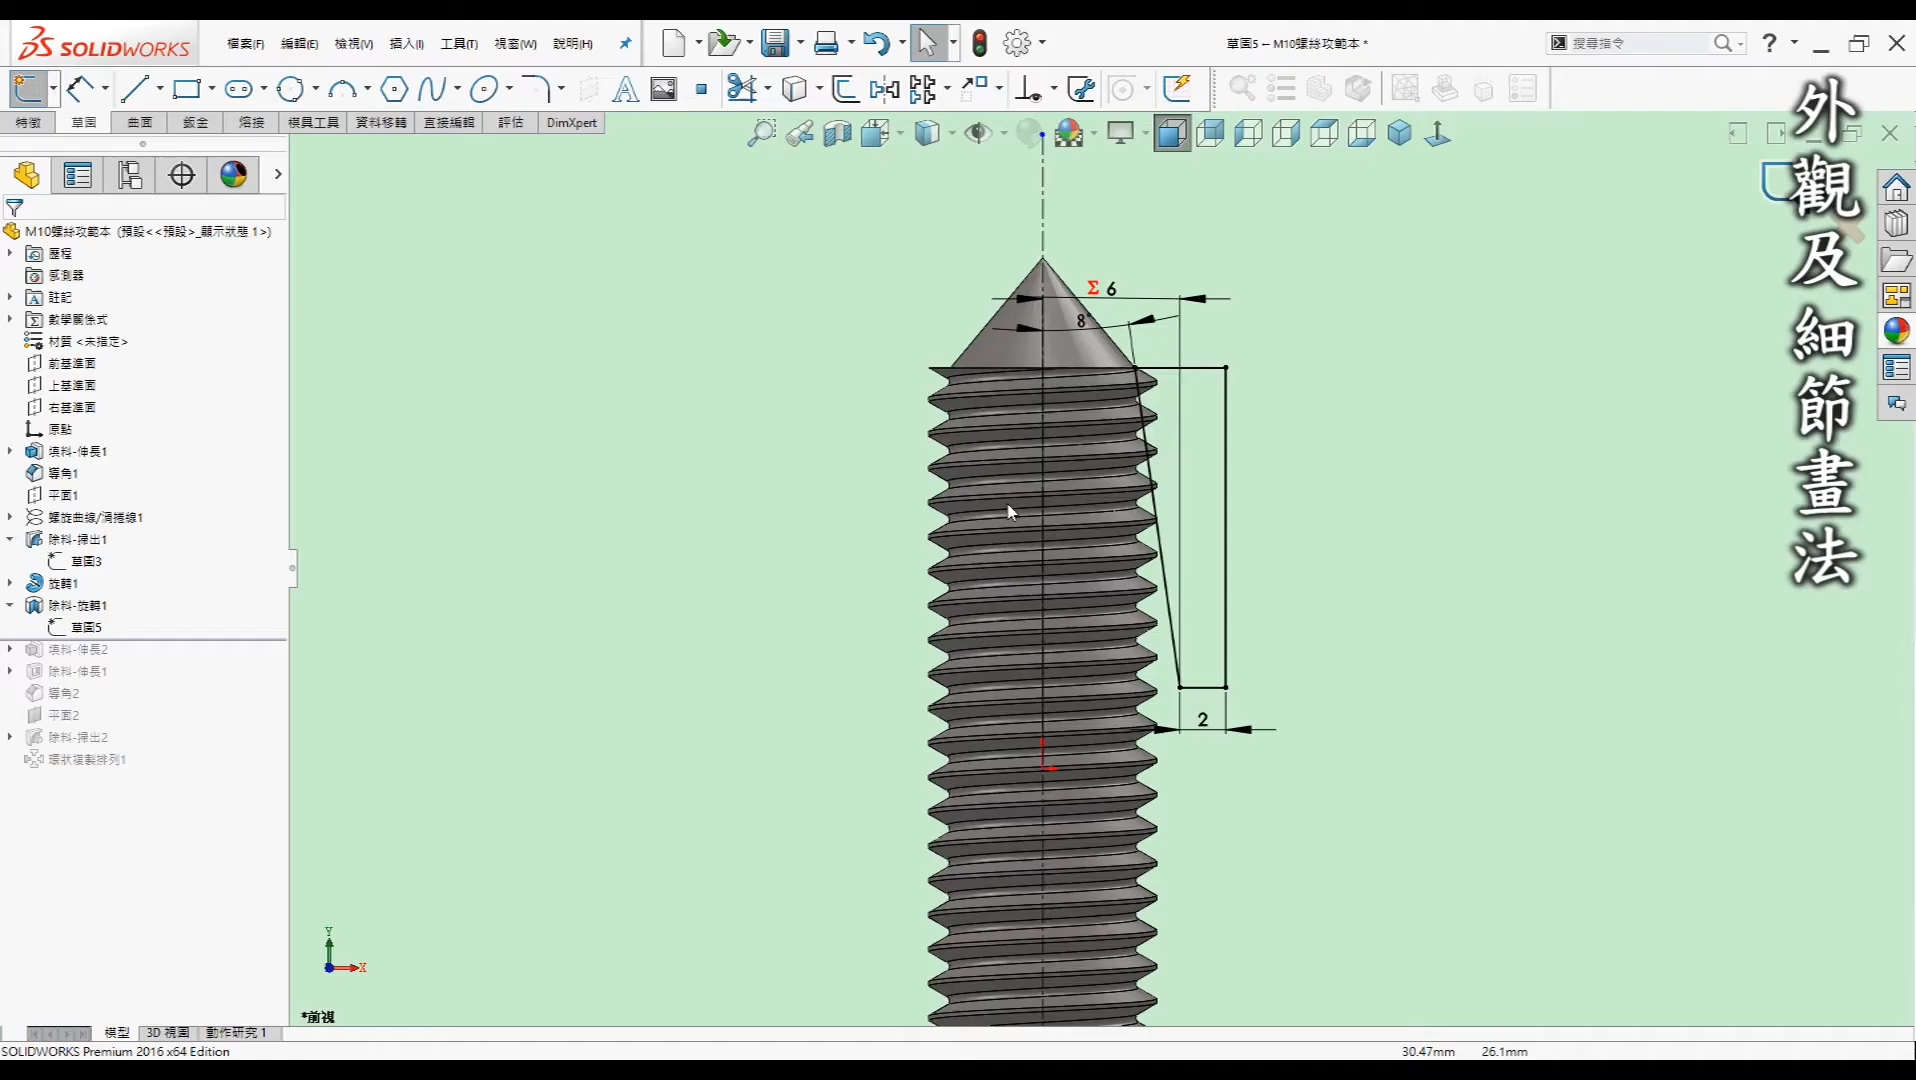 SOLIDWORKS
檔案(F) 編輯(E) 檢視(V) 插入(I) 工具(T) 視窗(W) 說明(H)
草圖5 - M10螺絲攻範本 *
搜尋指令
特徵 草圖 曲面 鈑金 熔接 模具工具 資料移轉 直接編輯 評估 DimXpert
M10螺絲攻範本 (預設<<預設>_顯示狀態 1>)
歷程
感測器
註記
數學關係式
材質 <未指定>
前基準面
上基準面
右基準面
原點
填料-伸長1
導角1
平面1
螺旋曲線/渦捲線1
除料-掃出1
草圖3
旋轉1
除料-旋轉1
草圖5
填料-伸長2
除料-伸長1
導角2
平面2
除料-掃出2
環狀複製排列1
Σ 6
8°
2
Y
X
*前視
外觀及細節畫法
模型 3D 視圖 動作研究 1
SOLIDWORKS Premium 2016 x64 Edition
30.47mm 26.1mm